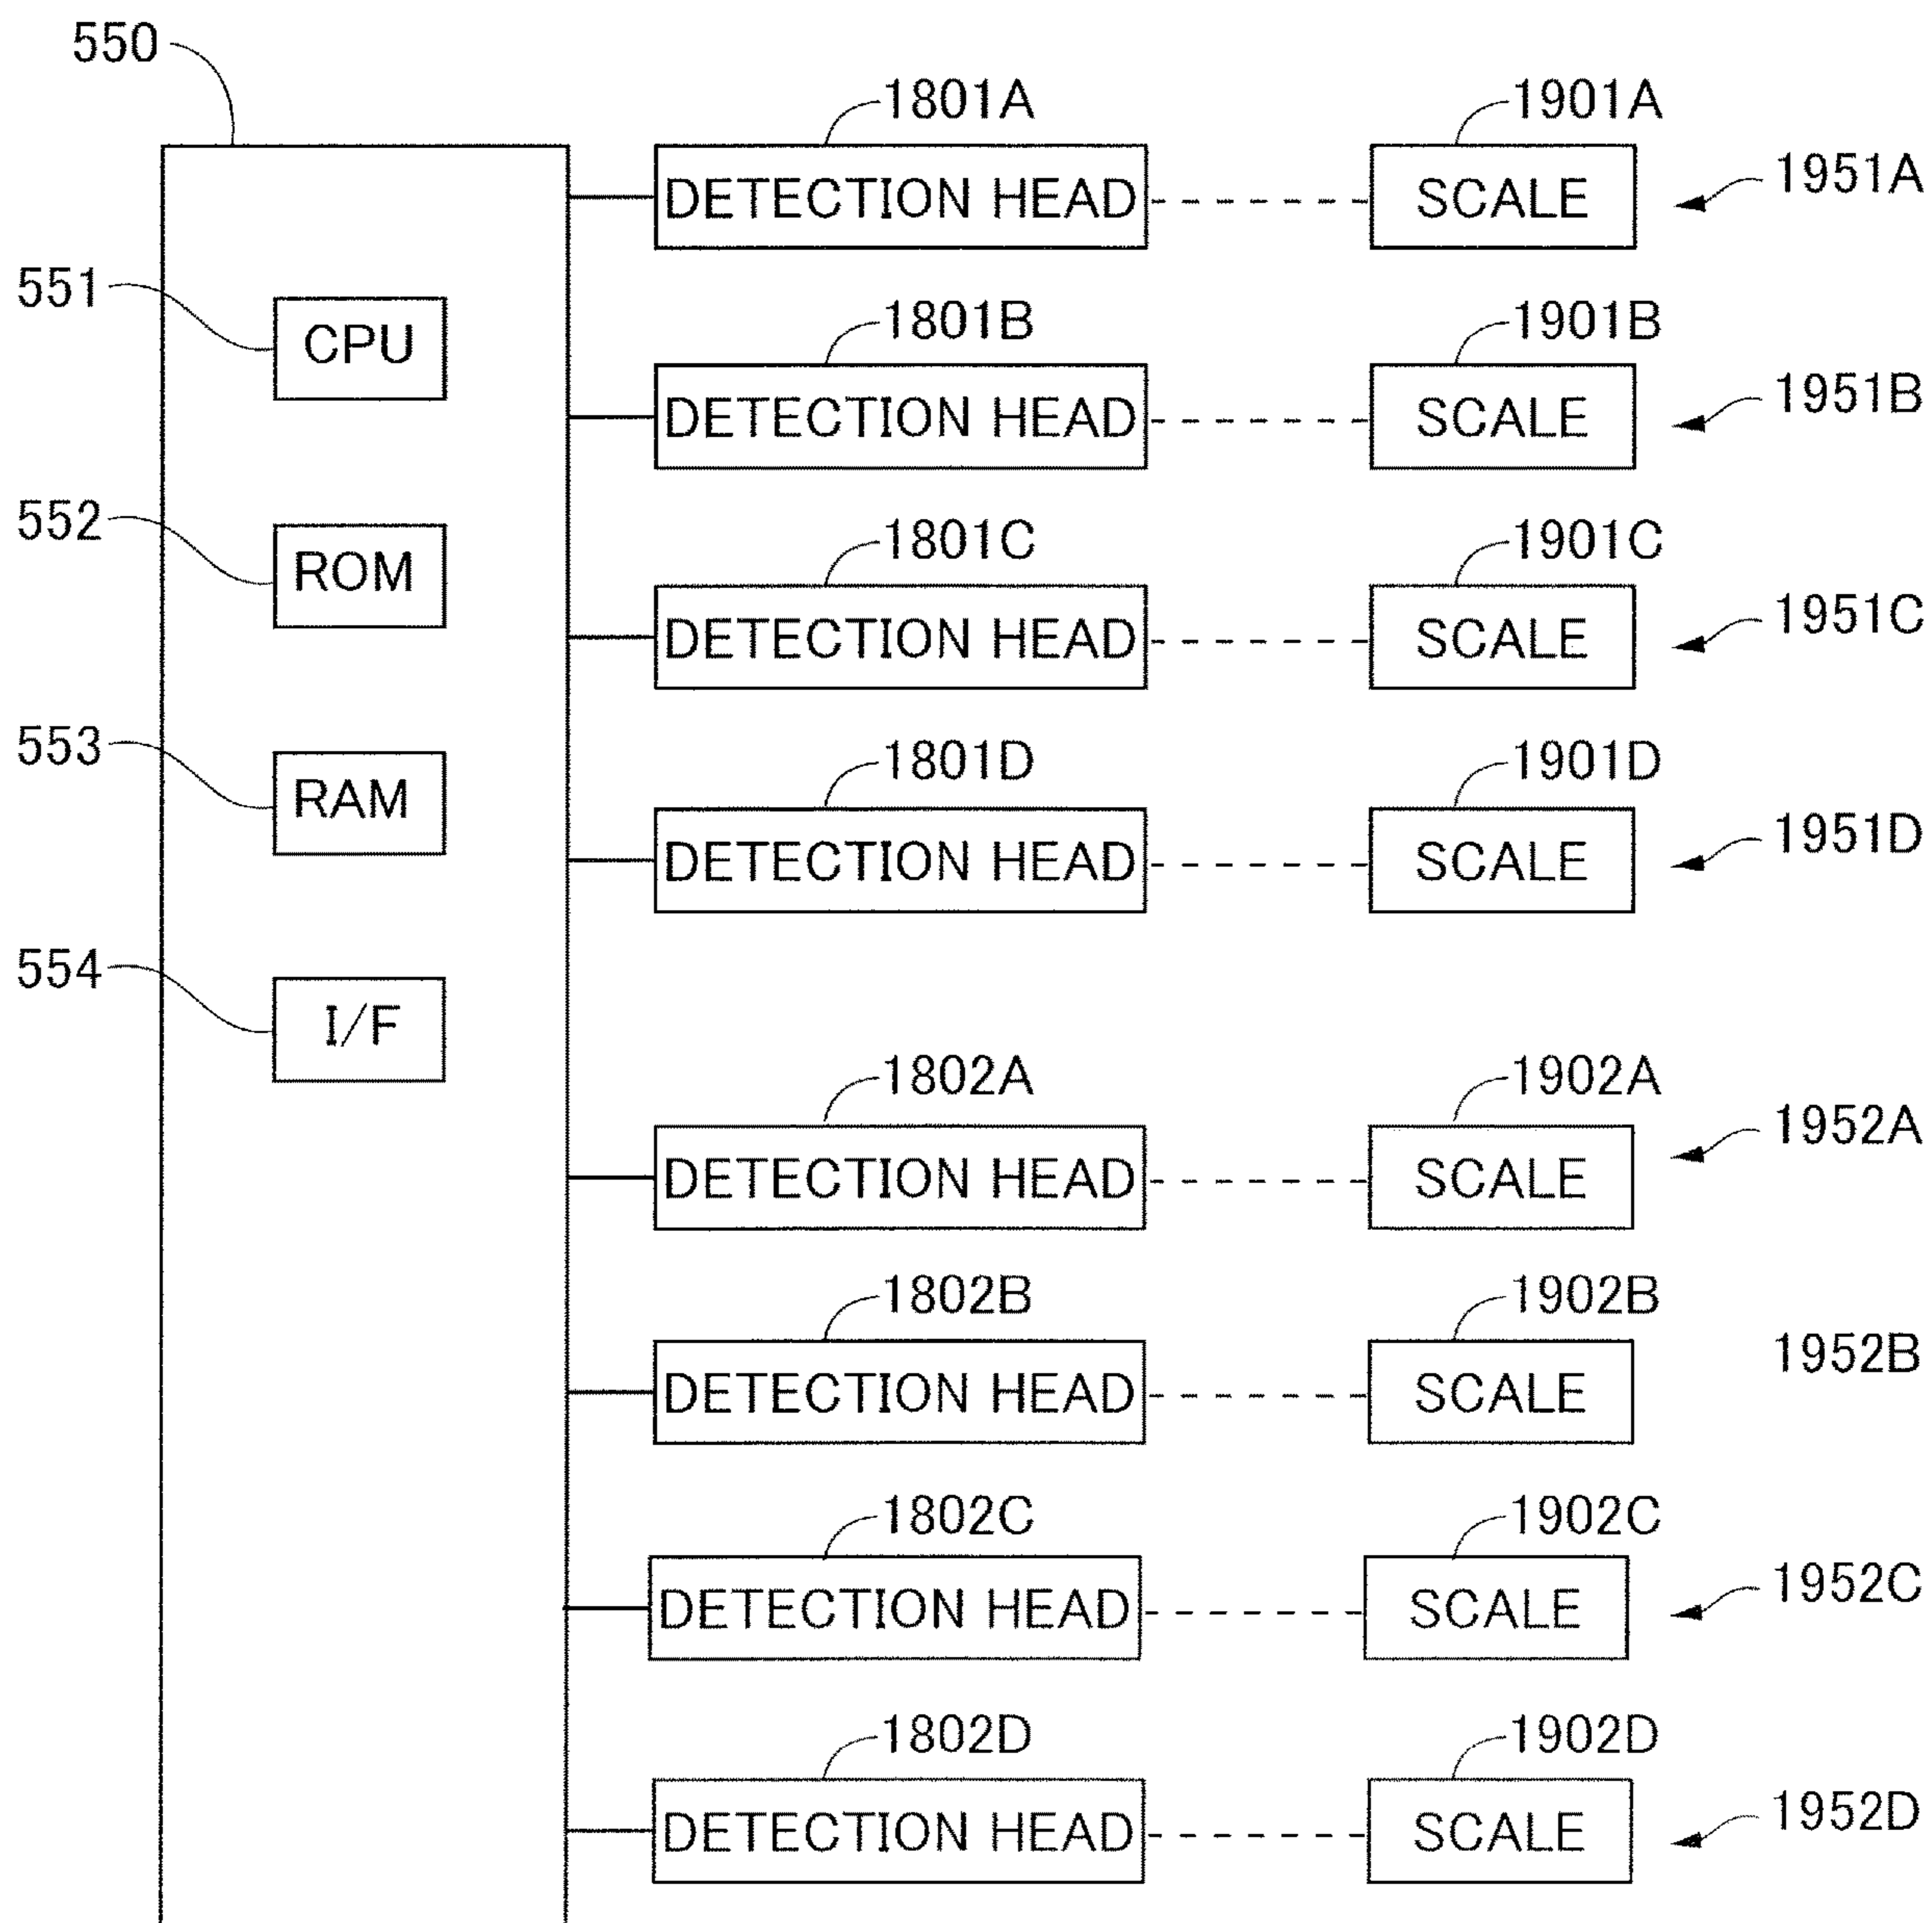 550
1801A
1901A
DETECTION HEAD
SCALE
1951A
551
CPU
1801B
1901B
DETECTION HEAD
SCALE
1951B
552
ROM
1801C
1901C
DETECTION HEAD
SCALE
1951C
553
RAM
1801D
1901D
DETECTION HEAD
SCALE
1951D
554
I/F
1802A
1902A
DETECTION HEAD
SCALE
1952A
1802B
1902B
DETECTION HEAD
SCALE
1952B
1802C
1902C
DETECTION HEAD
SCALE
1952C
1802D
1902D
DETECTION HEAD
SCALE
1952D